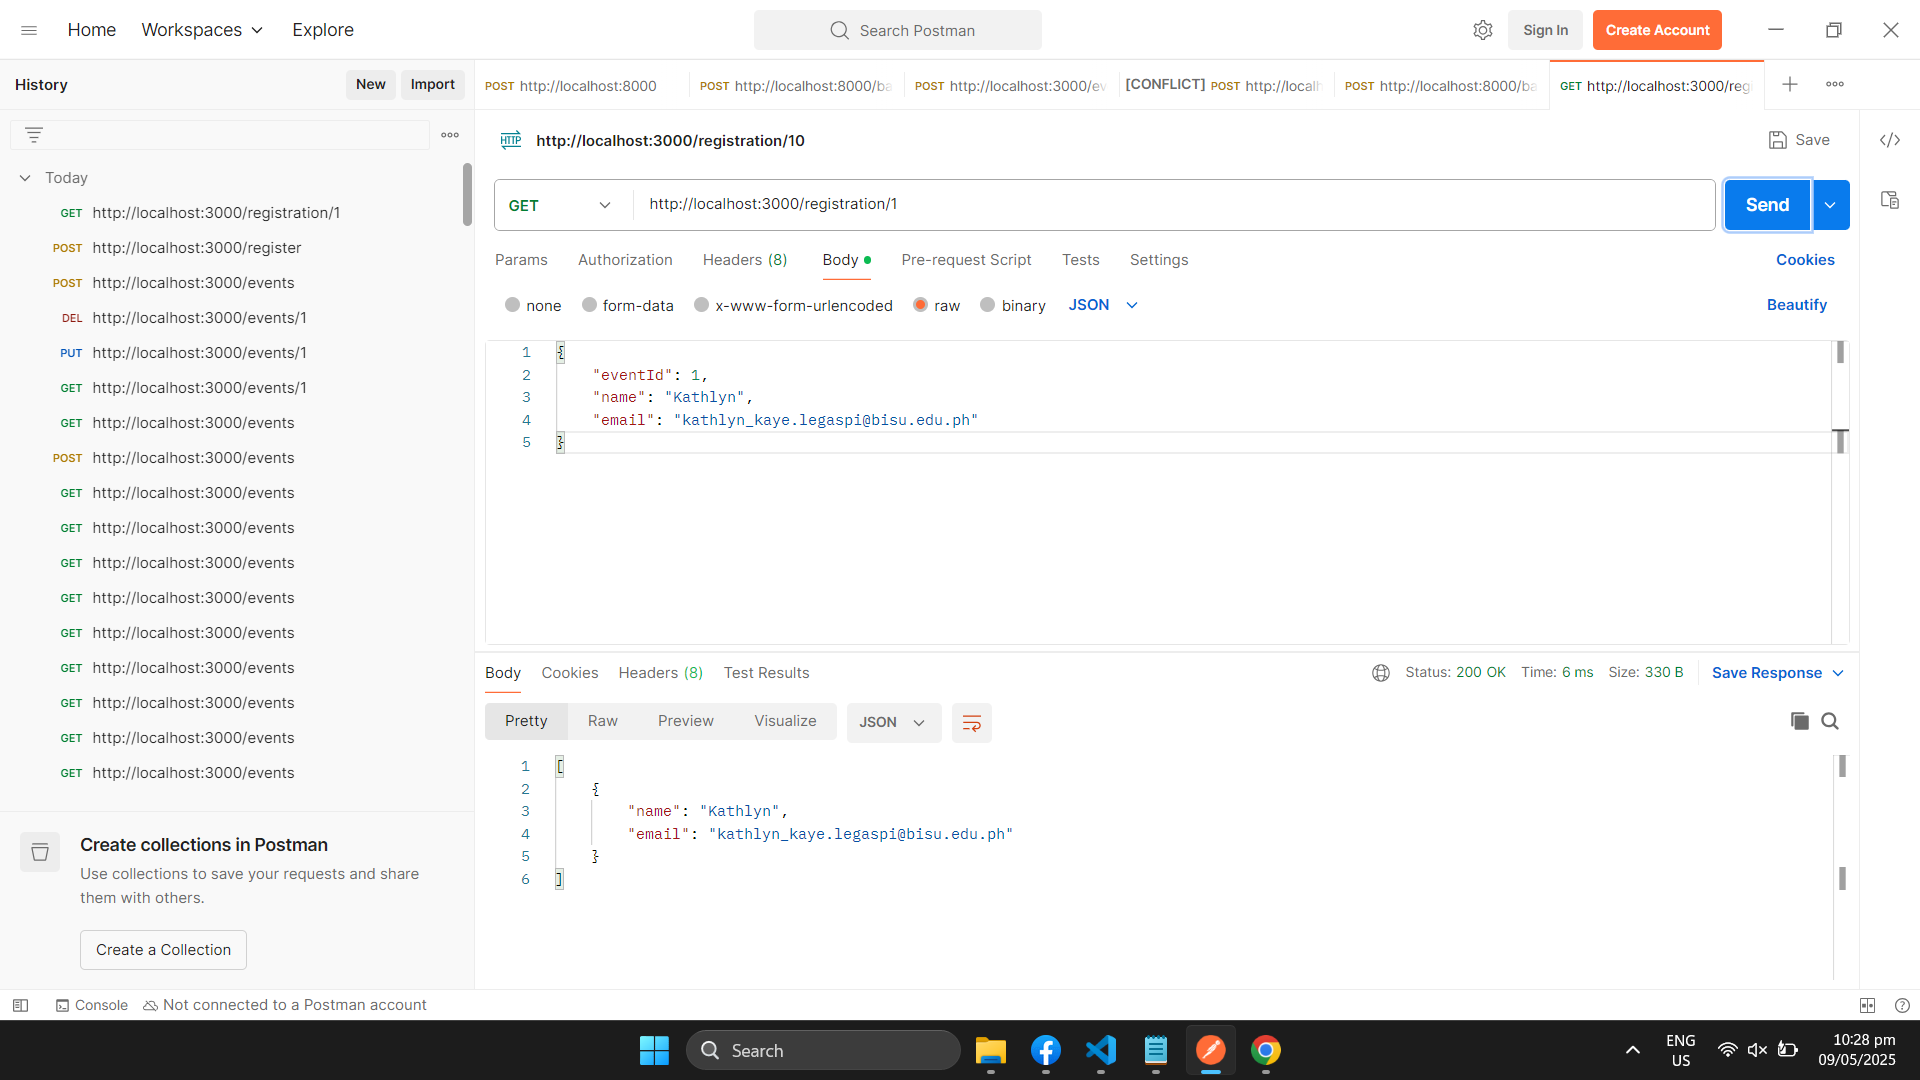 Home Workspaces Explore Search Postman Sign In Create Account
History New Import
POST http://localhost:8000 POST http://localhost:8000/ba POST http://localhost:3000/ev [CONFLICT] POST http://localh POST http://localhost:8000/ba GET http://localhost:3000/reg
HTTP http://localhost:3000/registration/10 Save
Today
GET http://localhost:3000/registration/1
POST http://localhost:3000/register
POST http://localhost:3000/events
DEL http://localhost:3000/events/1
PUT http://localhost:3000/events/1
GET http://localhost:3000/events/1
GET http://localhost:3000/events
POST http://localhost:3000/events
GET http://localhost:3000/events
GET http://localhost:3000/events
GET http://localhost:3000/events
GET http://localhost:3000/events
GET http://localhost:3000/events
GET http://localhost:3000/events
GET http://localhost:3000/events
GET http://localhost:3000/events
GET http://localhost:3000/events
Create collections in Postman
Use collections to save your requests and share
them with others.
Create a Collection
GET http://localhost:3000/registration/1 Send
Params Authorization Headers (8) Body Pre-request Script Tests Settings Cookies
none form-data x-www-form-urlencoded raw binary JSON Beautify
1 {
2 "eventId": 1,
3 "name": "Kathlyn",
4 "email": "kathlyn_kaye.legaspi@bisu.edu.ph"
5 }
Body Cookies Headers (8) Test Results Status: 200 OK Time: 6 ms Size: 330 B Save Response
Pretty Raw Preview Visualize JSON
1 [
2 {
3 "name": "Kathlyn",
4 "email": "kathlyn_kaye.legaspi@bisu.edu.ph"
5 }
6 ]
Console Not connected to a Postman account
Search
ENG
US
10:28 pm
09/05/2025